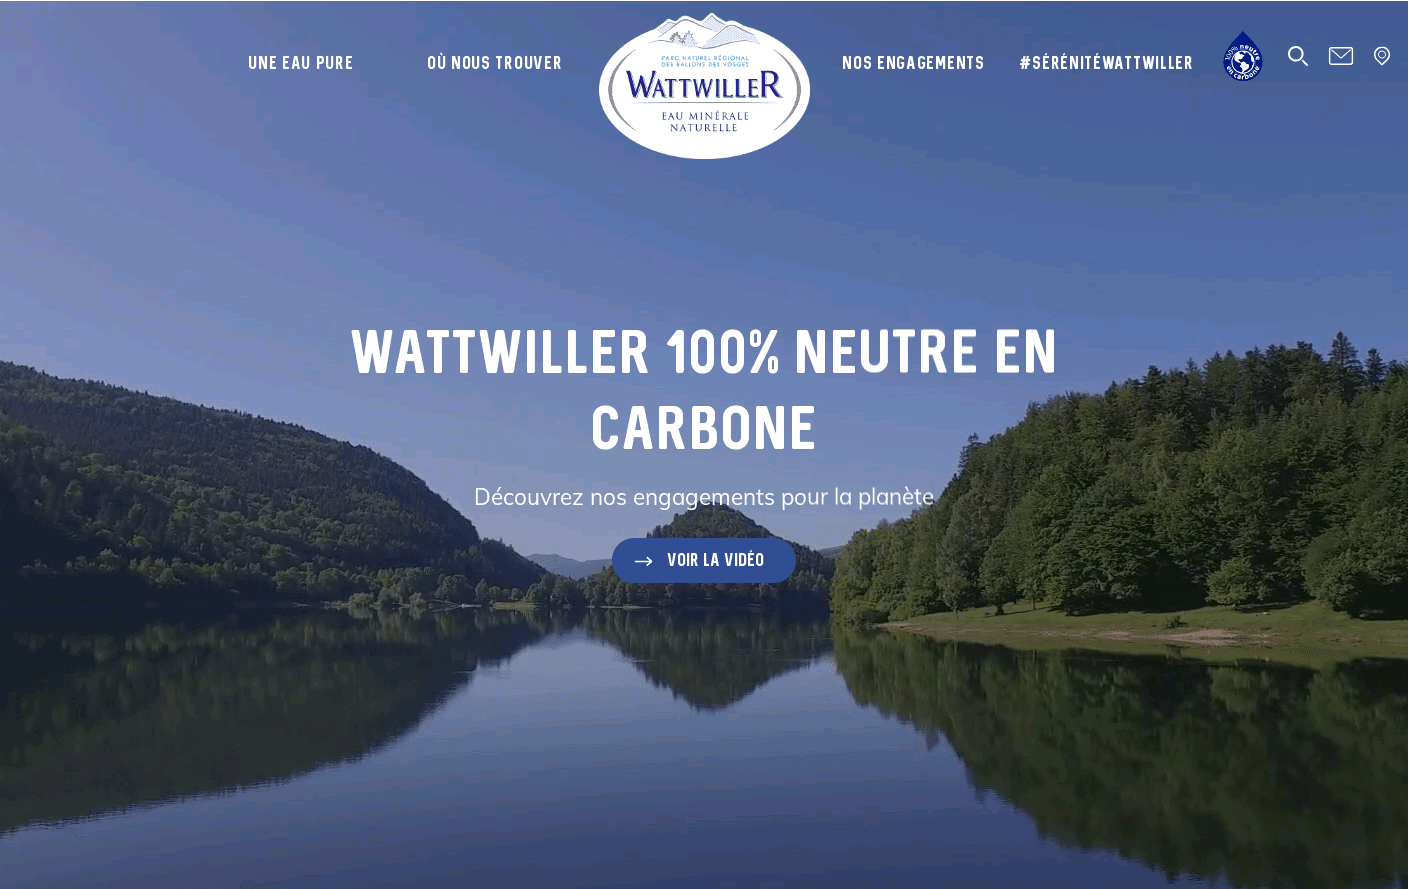 UNE EAU PURE
OÙ NOUS TROUVER
PARC NATUREL RÉGIONAL
DES BALLONS DES VOSGES
WATTWILLER
EAU MINÉRALE
NATURELLE
NOS ENGAGEMENTS
#SÉRÉNITÉWATTWILLER
100% neutre
en carbone
WATTWILLER 100% NEUTRE EN
CARBONE
Découvrez nos engagements pour la planète
VOIR LA VIDÉO